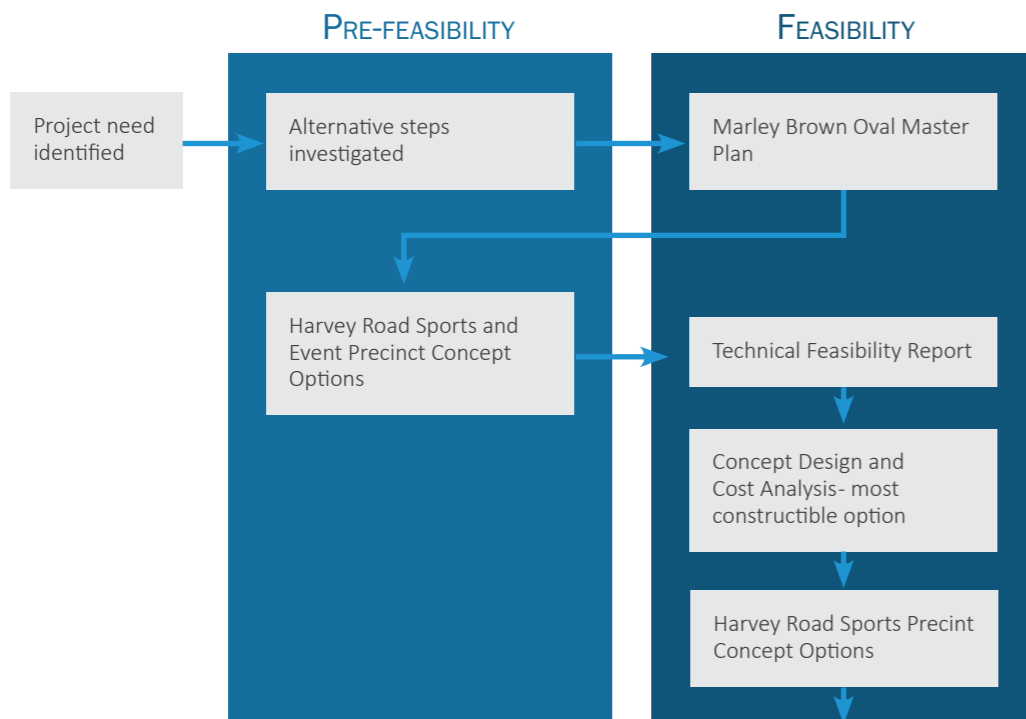 PRE-FEASIBILITY
FEASIBILITY
Project need
identified
Alternative steps
investigated
Marley Brown Oval Master
Plan
Harvey Road Sports and
Event Precinct Concept
Options
Technical Feasibility Report
Concept Design and
Cost Analysis- most
constructible option
Harvey Road Sports Precint
Concept Options